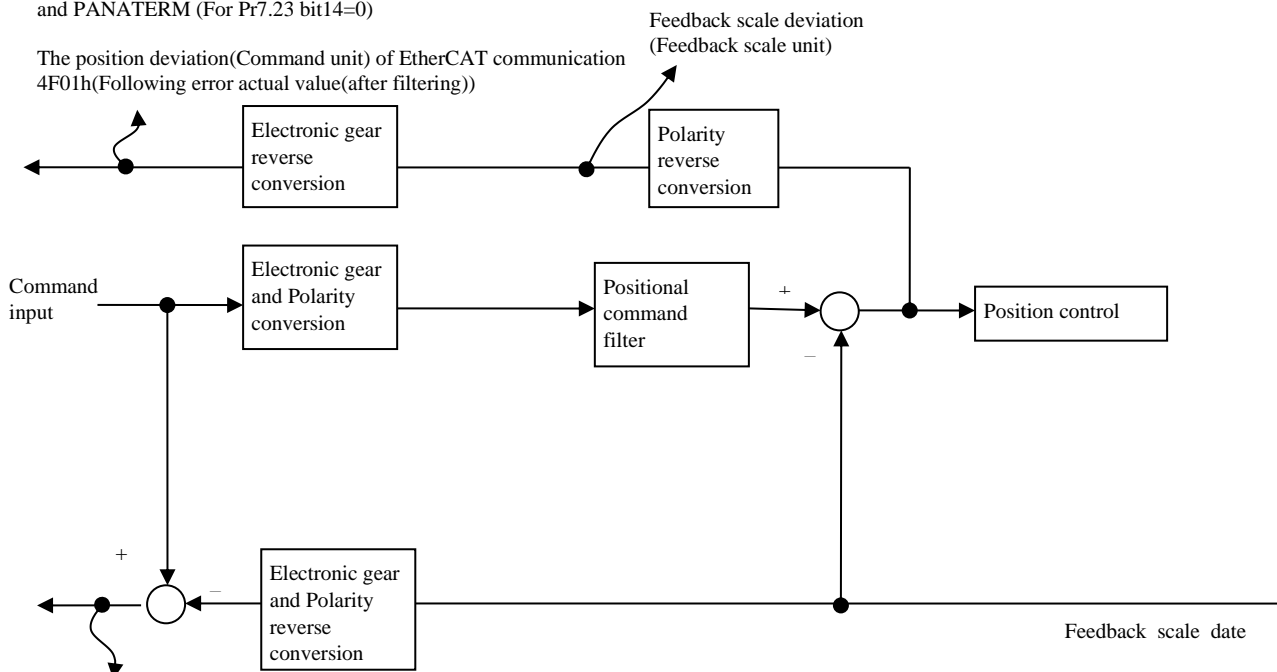 and PANATERM (For Pr7.23 bit14=0)
The position deviation(Command unit) of EtherCAT communication
4F01h(Following error actual value(after filtering))
Feedback scale deviation
(Feedback scale unit)
Electronic gear
reverse
conversion
Polarity
reverse
conversion
Command
input
Electronic gear
and Polarity
conversion
Positional
command
filter
+
−
Position control
+
−
Electronic gear
and Polarity
reverse
conversion
Feedback scale date